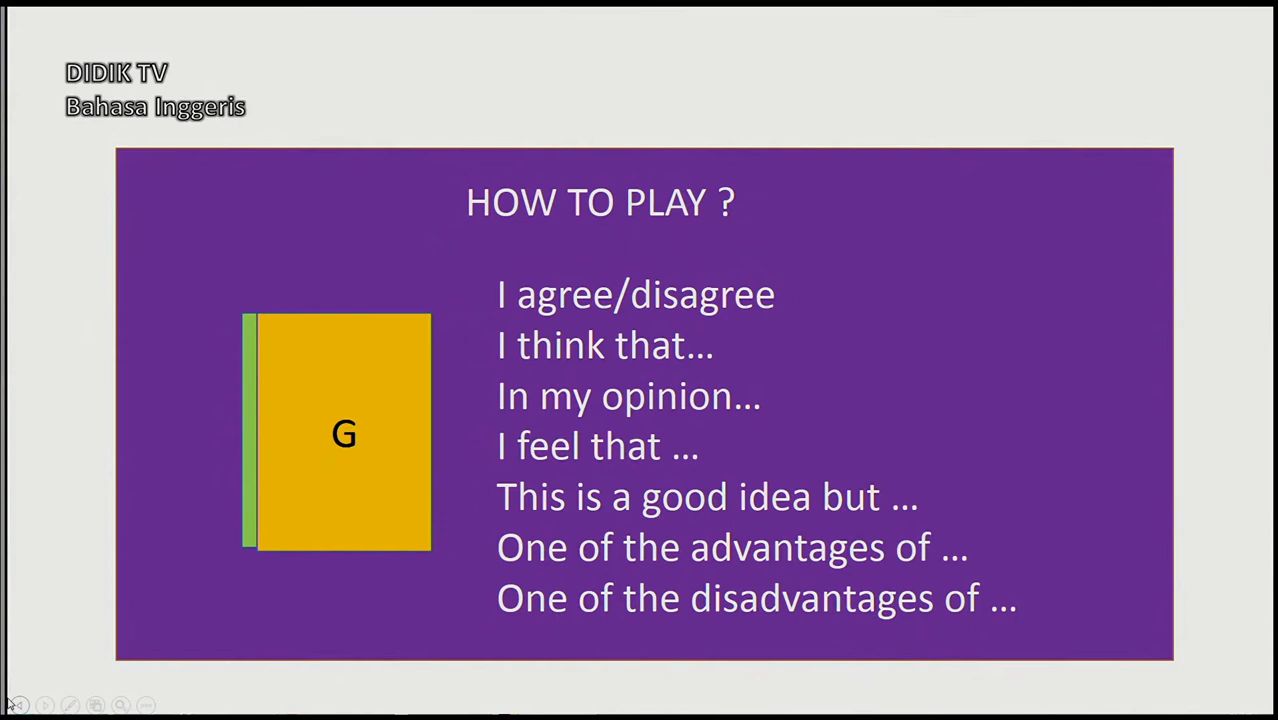 DIDIK TV
Bahasa Inggeris
HOW TO PLAY ?
G
I agree/disagree
I think that...
In my opinion...
I feel that ...
This is a good idea but ...
One of the advantages of ...
One of the disadvantages of ...